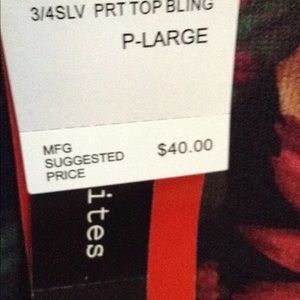 3/4SLV PRT TOP BLING
P-LARGE
MFG
SUGGESTED
PRICE
$40.00
ites